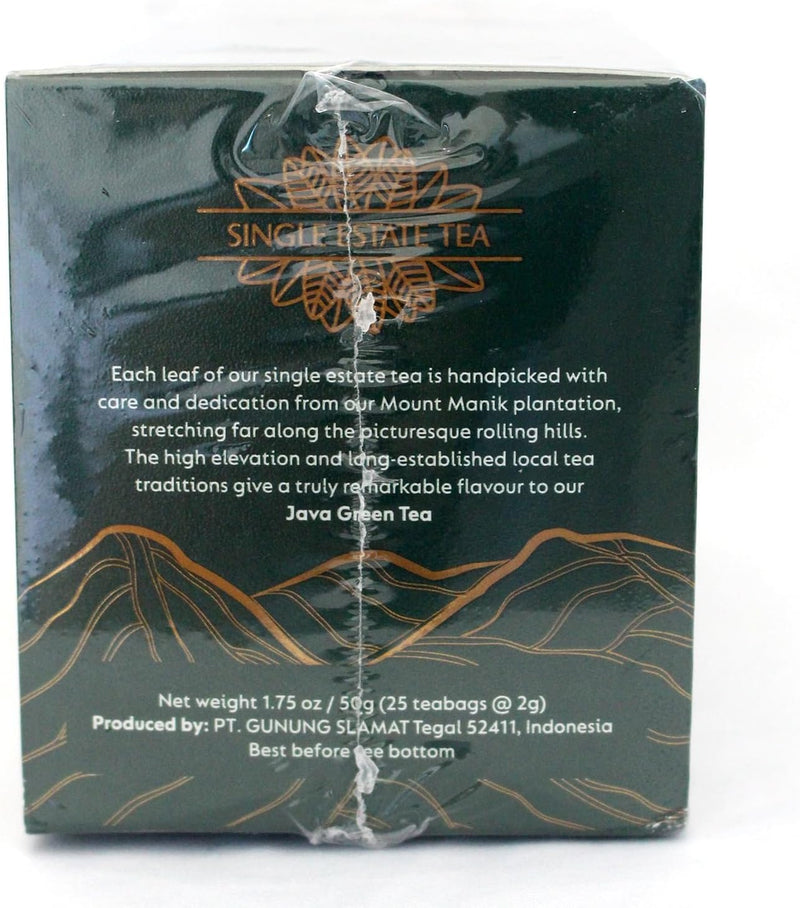 SINGLE ESTATE TEA
Each leaf of our single estate tea is handpicked with
care and dedication from our Mount Manik plantation,
stretching far along the picturesque rolling hills.
The high elevation and long-established local tea
traditions give a truly remarkable flavour to our
Java Green Tea
Net weight 1.75 oz / 50g (25 teabags @ 2g)
Produced by: PT. GUNUNG SLAMAT Tegal 52411, Indonesia
Best before see bottom